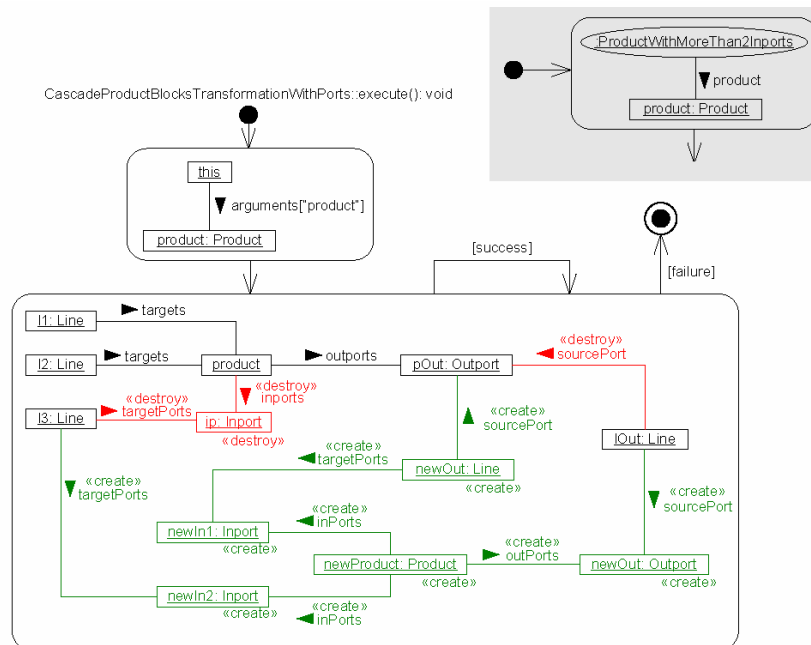 :ProductWithMoreThan2Inports
product
product: Product
CascadeProductBlocksTransformationWithPorts::execute(): void
this
arguments["product"]
product: Product
[success]
[failure]
l1: Line
targets
l2: Line
targets
product
outports
pOut: Outport
«destroy»
sourcePort
«destroy»
targetPorts
«destroy»
inports
l3: Line
ip: Inport
«destroy»
«create»
sourcePort
lOut: Line
«create»
targetPorts
newOut: Line
«create»
«create»
targetPorts
«create»
sourcePort
newIn1: Inport
«create»
«create»
inPorts
newProduct: Product
«create»
«create»
outPorts
newOut: Outport
«create»
newIn2: Inport
«create»
«create»
inPorts